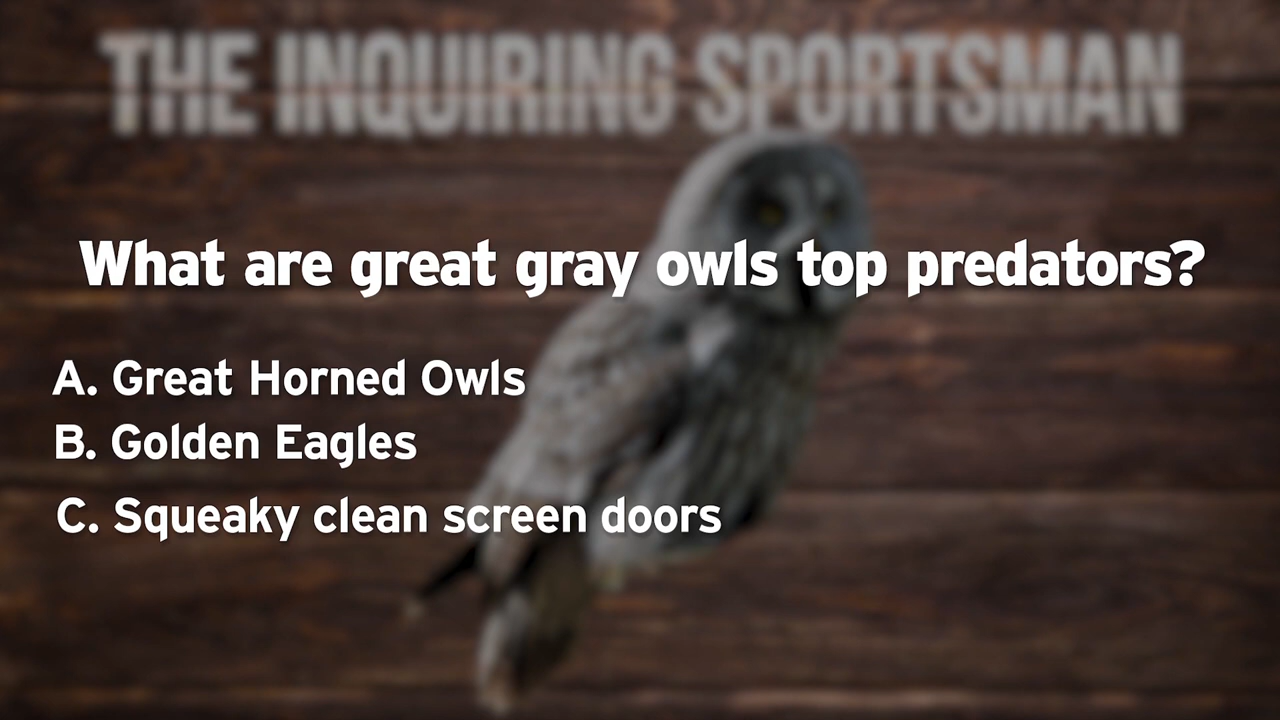 THE INQUIRING SPORTSMAN
What are great gray owls top predators?
A. Great Horned Owls
B. Golden Eagles
C. Squeaky clean screen doors